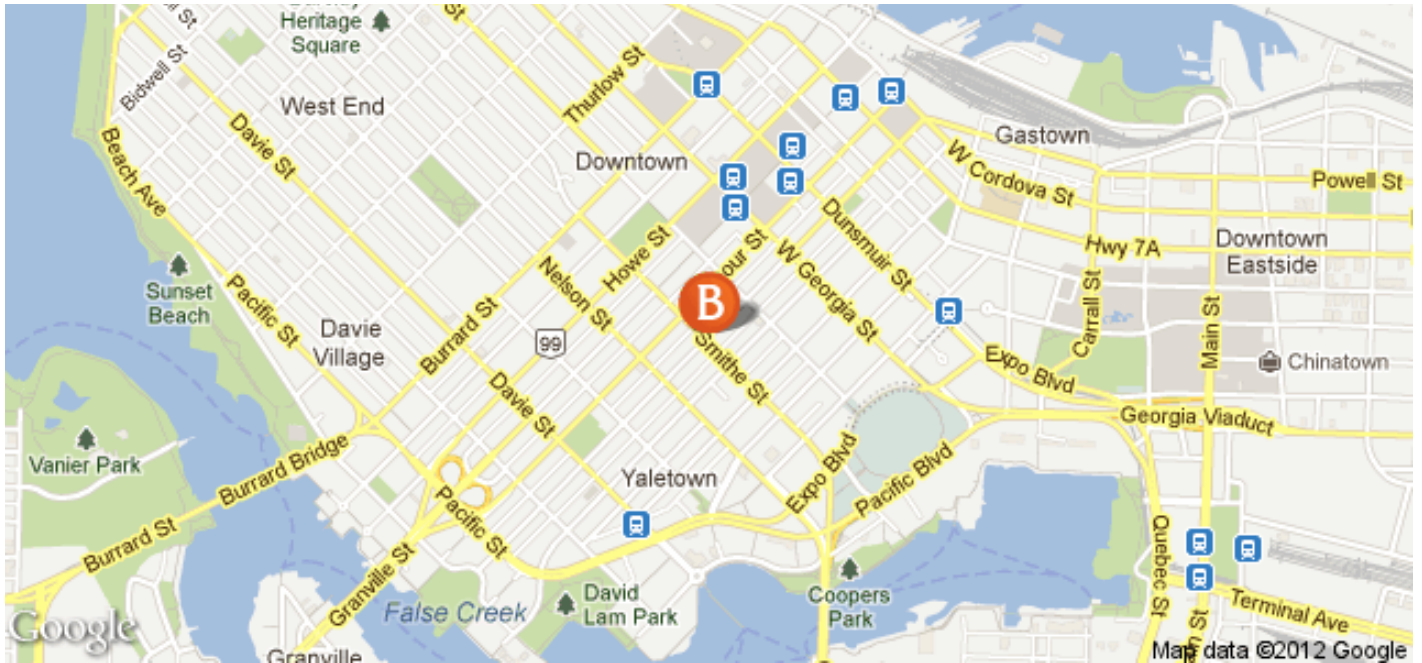 Heritage
Square
Bidwell St
West End
Thurlow St
Davie St
Beach Ave
Downtown
Gastown
W Cordova St
Powell St
Hwy 7A
Downtown
Eastside
Dunsmuir St
W Georgia St
our St
Howe St
Nelson St
B
Sunset
Beach
Pacific St
Davie
Village
Burrard St
99
Smithe St
Carrall St
Main St
Chinatown
Expo Blvd
Georgia Viaduct
Davie St
Vanier Park
Burrard Bridge
Yaletown
Expo Blvd
Pacific Blvd
Pacific St
Burrard St
Granville St
Quebec St
David
Lam Park
Coopers
Park
False Creek
Terminal Ave
Google
Granville
Map data ©2012 Google